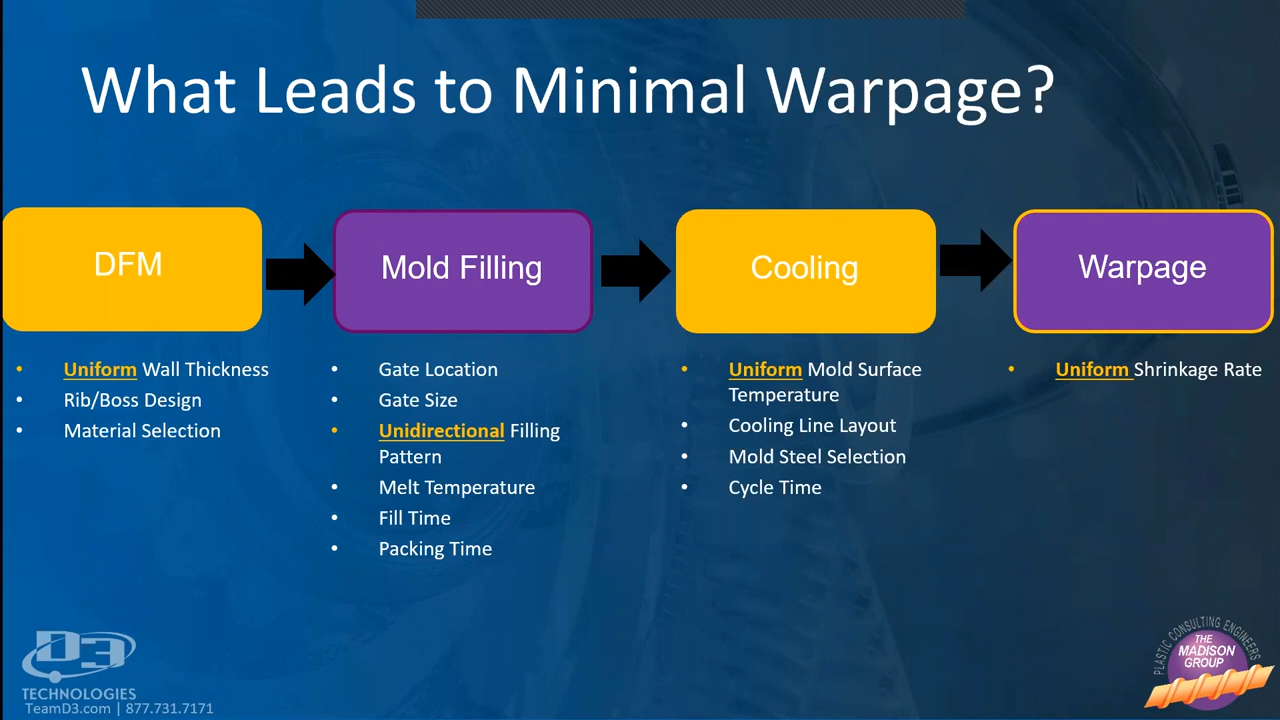 What Leads to Minimal Warpage?
DFM
Uniform Wall Thickness
Rib/Boss Design
Material Selection
Mold Filling
Gate Location
Gate Size
Unidirectional Filling
Pattern
Melt Temperature
Fill Time
Packing Time
Cooling
Uniform Mold Surface
Temperature
Cooling Line Layout
Mold Steel Selection
Cycle Time
Warpage
Uniform Shrinkage Rate
D3
TECHNOLOGIES
TeamD3.com | 877.731.7171
PLASTIC CONSULTING ENGINEERS
THE
MADISON
GROUP